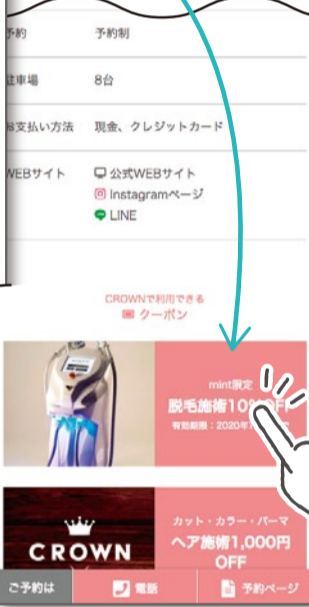 予約 予約制
駐車場 8台
お支払い方法 現金、クレジットカード
WEBサイト 公式WEBサイト
Instagramページ
LINE
CROWNで利用できる
クーポン
mint限定
脱毛施術10%OFF
有効期限：2020年
CROWN
カット・カラー・パーマ
ヘア施術1,000円
OFF
ご予約は 電話 予約ページ